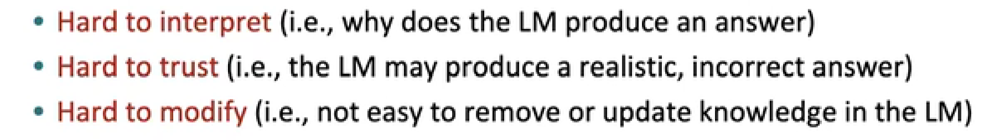 • Hard to interpret (i.e., why does the LM produce an answer)
• Hard to trust (i.e., the LM may produce a realistic, incorrect answer)
• Hard to modify (i.e., not easy to remove or update knowledge in the LM)